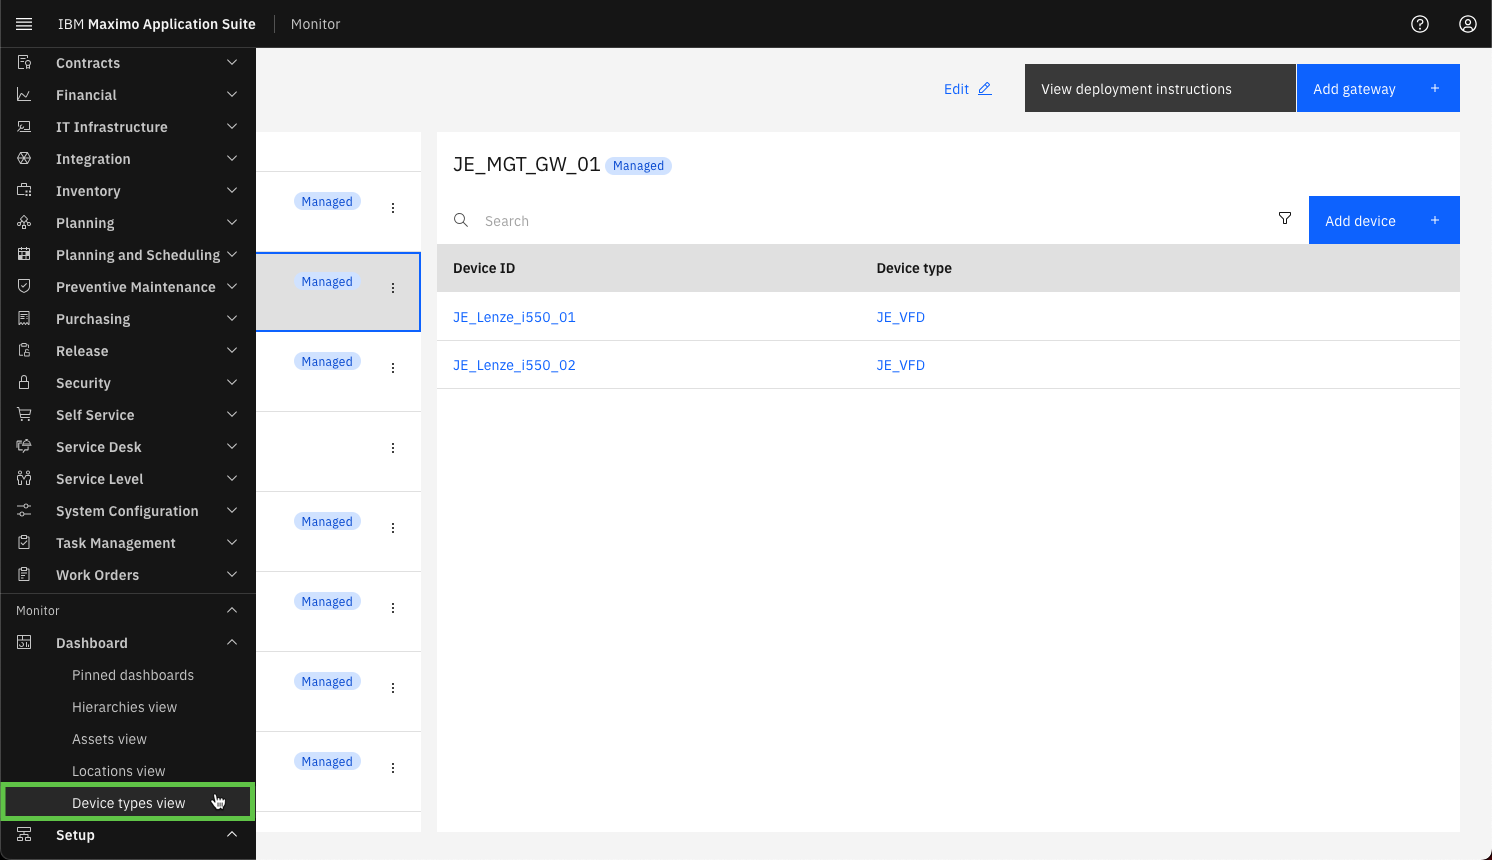 IBM Maximo Application Suite
Monitor
Contracts
Financial
IT Infrastructure
Integration
Inventory
Planning
Planning and Scheduling
Preventive Maintenance
Purchasing
Release
Security
Self Service
Service Desk
Service Level
System Configuration
Task Management
Work Orders
Monitor
Dashboard
Pinned dashboards
Hierarchies view
Assets view
Locations view
Device types view
Setup
Managed
Managed
Managed
Managed
Managed
Managed
Managed
Edit
View deployment instructions
Add gateway +
JE_MGT_GW_01 Managed
Search
Add device +
Device ID Device type
JE_Lenze_i550_01 JE_VFD
JE_Lenze_i550_02 JE_VFD